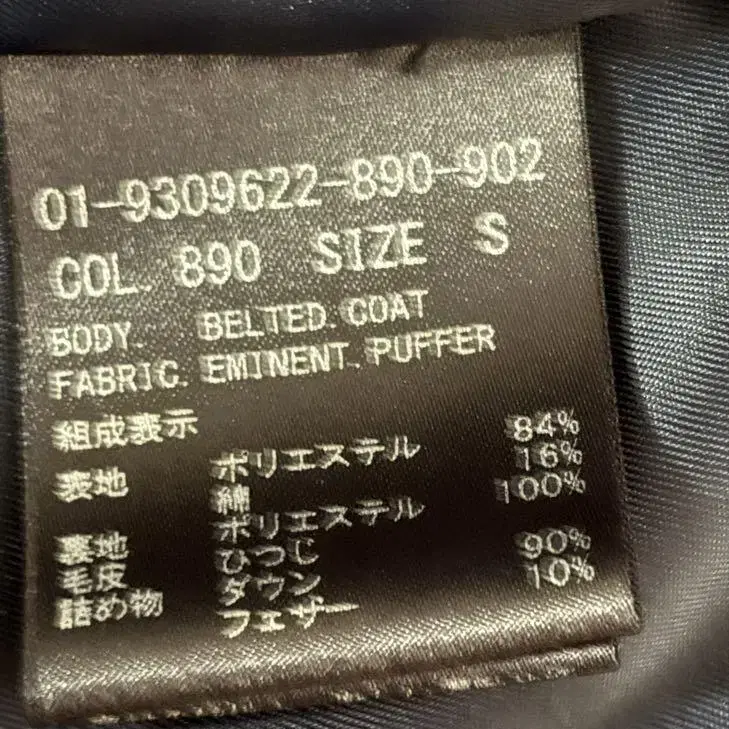 01-9309622-890-902
COL. 890 SIZE S
BODY. BELTED. COAT
FABRIC. EMINENT. PUFFER
組成表示
表地 ポリエステル 84%
綿 16%
裏地 ポリエステル 100%
毛皮 ひつじ
詰め物 ダウン 90%
フェザー 10%